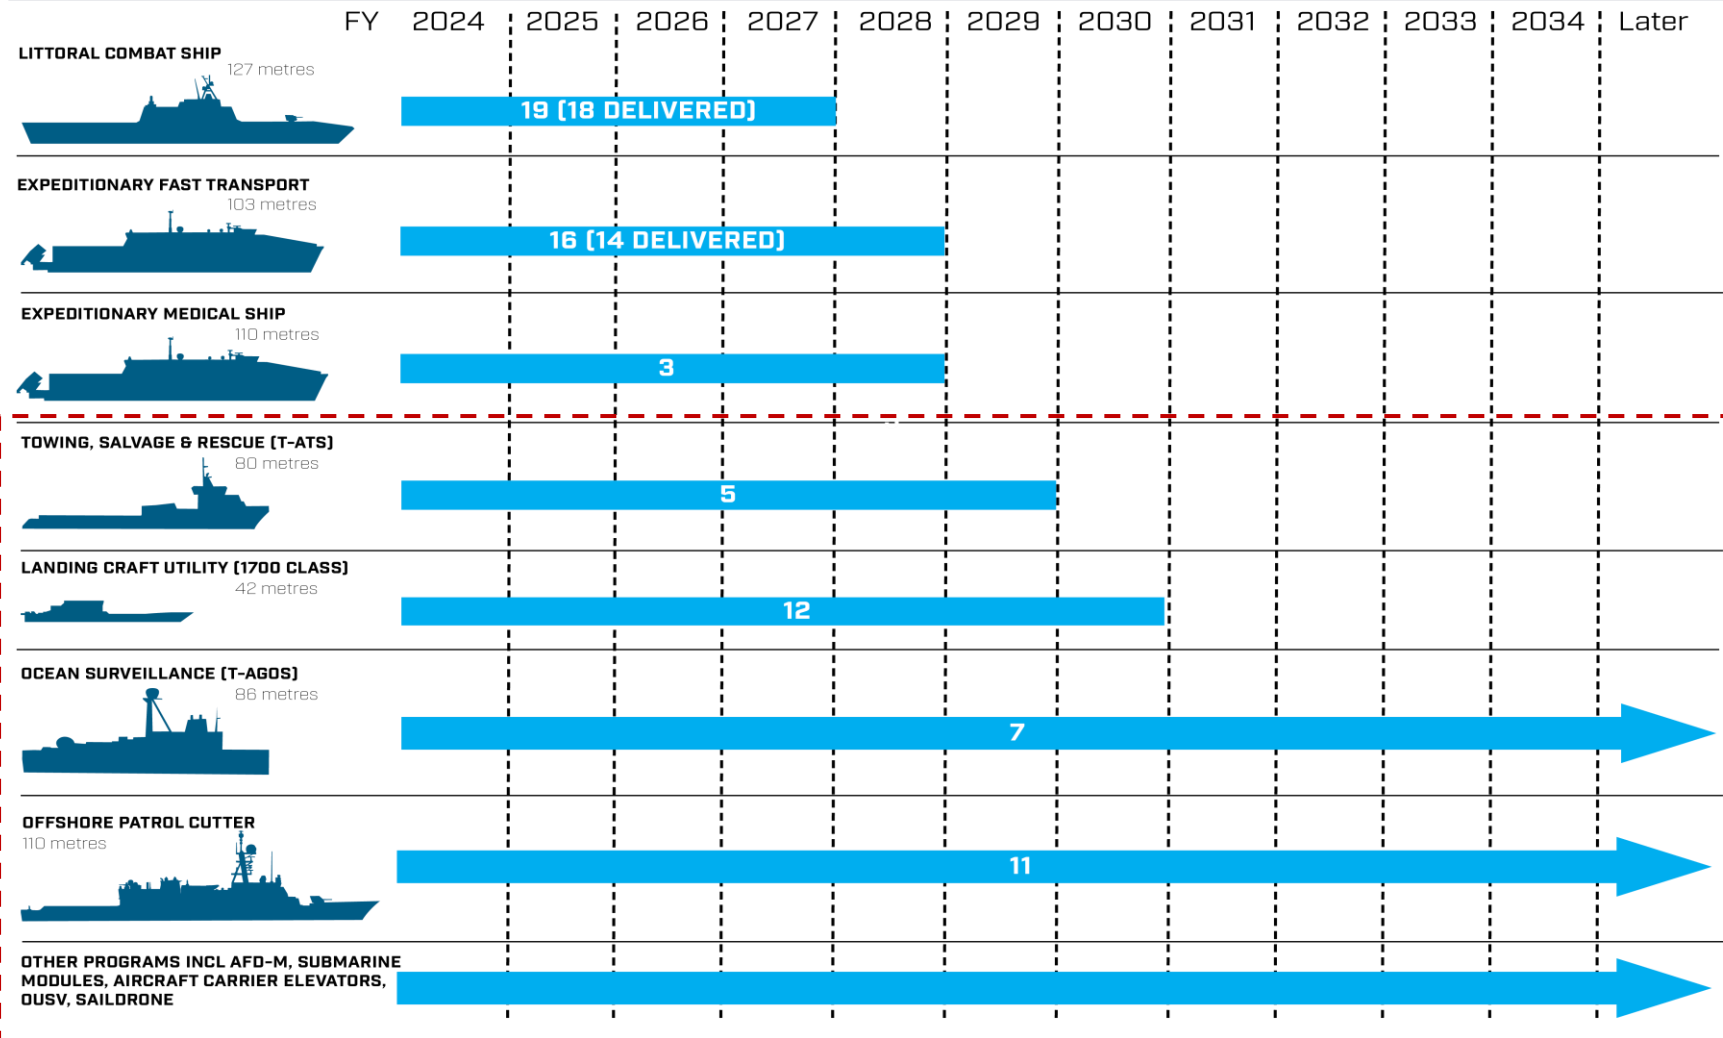 FY 2024 2025 2026 2027 2028 2029 2030 2031 2032 2033 2034 Later
LITTORAL COMBAT SHIP
127 metres
19 (18 DELIVERED)
EXPEDITIONARY FAST TRANSPORT
103 metres
16 (14 DELIVERED)
EXPEDITIONARY MEDICAL SHIP
110 metres
3
TOWING, SALVAGE & RESCUE (T-ATS)
80 metres
5
LANDING CRAFT UTILITY (1700 CLASS)
42 metres
12
OCEAN SURVEILLANCE (T-AGOS)
86 metres
7
OFFSHORE PATROL CUTTER
110 metres
11
OTHER PROGRAMS INCL AFD-M, SUBMARINE
MODULES, AIRCRAFT CARRIER ELEVATORS,
OUSV, SAILDRONE